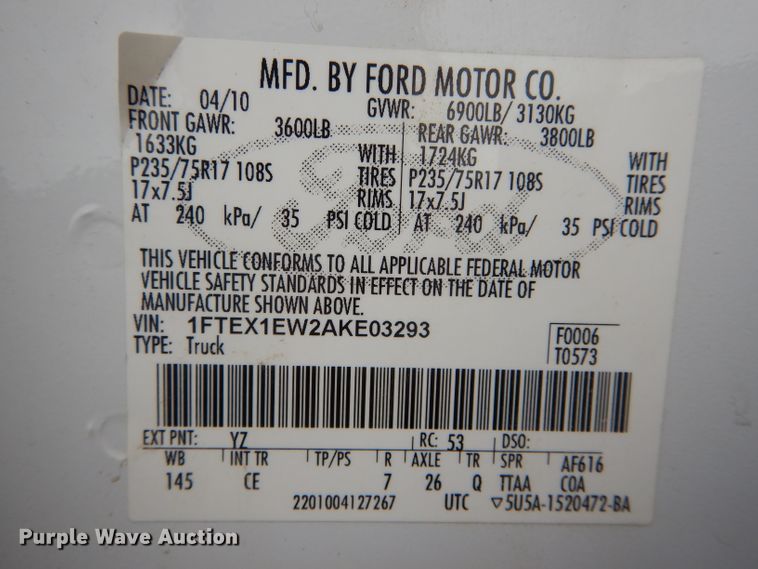 MFD. BY FORD MOTOR CO.
DATE: 04/10 GVWR: 6900LB/ 3130KG
FRONT GAWR: 3600LB REAR GAWR: 3800LB
1633KG WITH 1724KG WITH
P235/75R17 108S TIRES P235/75R17 108S TIRES
17x7.5J RIMS 17x7.5J RIMS
AT 240 kPa/ 35 PSI COLD AT 240 kPa/ 35 PSI COLD
THIS VEHICLE CONFORMS TO ALL APPLICABLE FEDERAL MOTOR
VEHICLE SAFETY STANDARDS IN EFFECT ON THE DATE OF
MANUFACTURE SHOWN ABOVE.
VIN: 1FTEX1EW2AKE03293 F0006
TYPE: Truck T0573
EXT PNT: YZ RC: 53 DSO:
WB INT TR TP/PS R AXLE TR SPR AF616
145 CE 7 26 Q TTAA COA
2201004127267 UTC ▽5U5A-1520472-BA
Ford
Purple Wave Auction